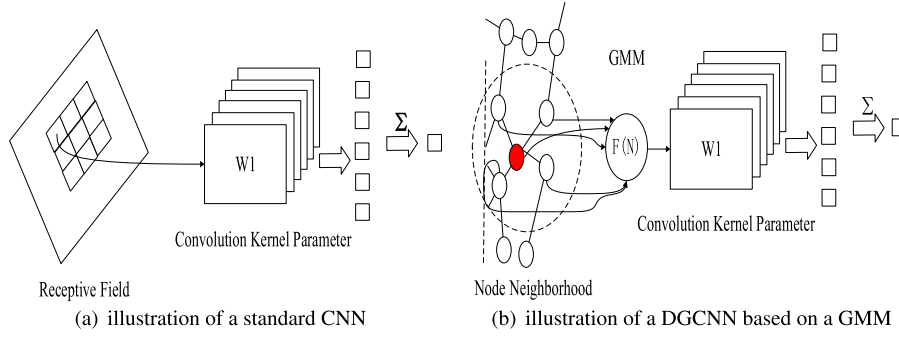 W1
Σ
Convolution Kernel Parameter
Receptive Field
(a) illustration of a standard CNN
GMM
F(N)
W1
Σ
Convolution Kernel Parameter
Node Neighborhood
(b) illustration of a DGCNN based on a GMM